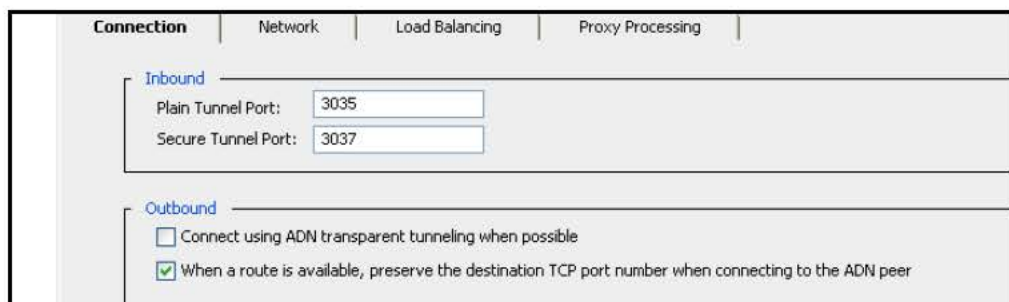 Connection Network Load Balancing Proxy Processing
Inbound
Plain Tunnel Port: 3035
Secure Tunnel Port: 3037
Outbound
Connect using ADN transparent tunneling when possible
When a route is available, preserve the destination TCP port number when connecting to the ADN peer